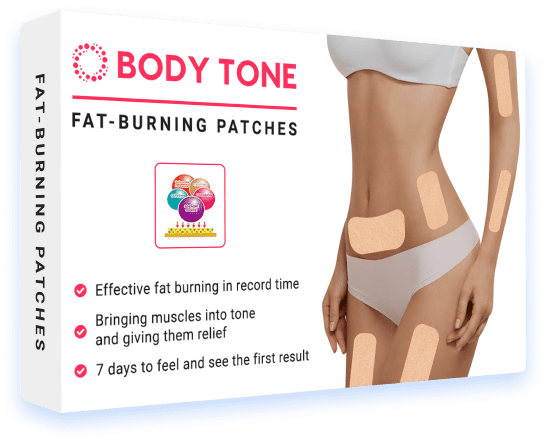 FAT-BURNING PATCHES
BODY TONE
FAT-BURNING PATCHES
Effective fat burning in record time
Bringing muscles into tone
and giving them relief
7 days to feel and see the first result